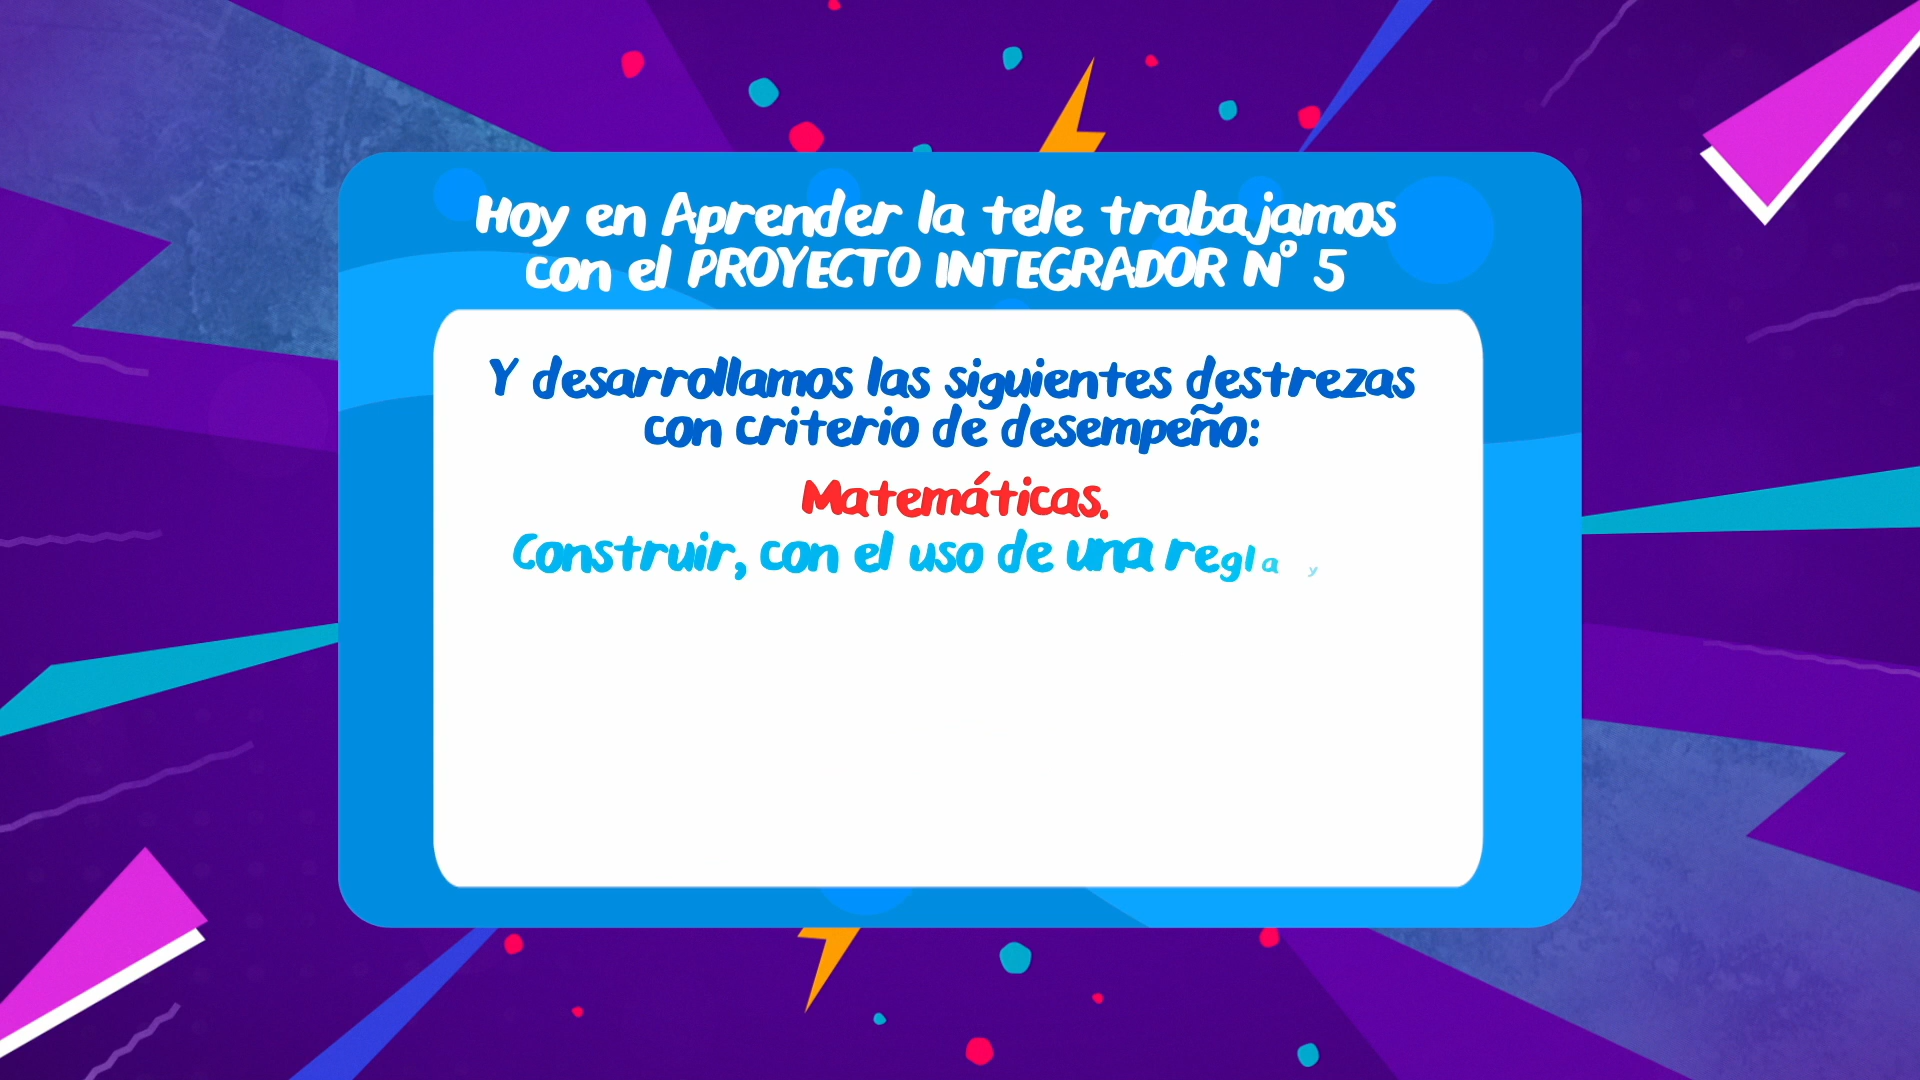 Hoy en Aprender la tele trabajamos
con el PROYECTO INTEGRADOR N° 5
Y desarrollamos las siguientes destrezas
con criterio de desempeño:
Matemáticas.
Construir, con el uso de una regla y